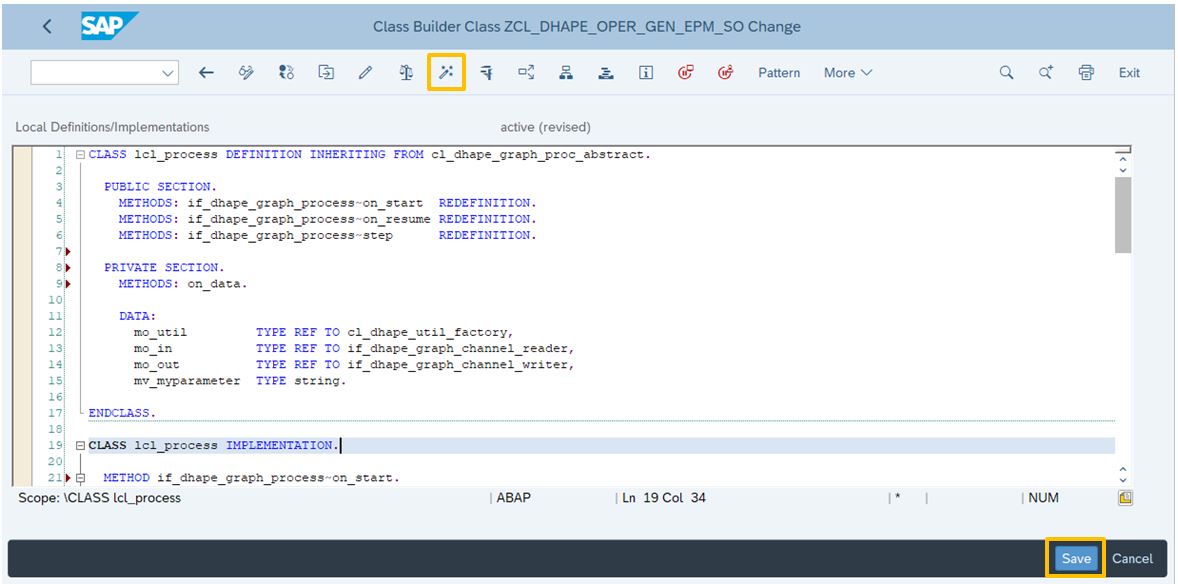 SAP Class Builder Class ZCL_DHAPE_OPER_GEN_EPM_SO Change
Pattern More Exit
Local Definitions/Implementations active (revised)
1 CLASS lcl_process DEFINITION INHERITING FROM cl_dhape_graph_proc_abstract.
2
3 PUBLIC SECTION.
4 METHODS: if_dhape_graph_process~on_start REDEFINITION.
5 METHODS: if_dhape_graph_process~on_resume REDEFINITION.
6 METHODS: if_dhape_graph_process~step REDEFINITION.
7
8 PRIVATE SECTION.
9 METHODS: on_data.
10
11 DATA:
12 mo_util TYPE REF TO cl_dhape_util_factory,
13 mo_in TYPE REF TO if_dhape_graph_channel_reader,
14 mo_out TYPE REF TO if_dhape_graph_channel_writer,
15 mv_myparameter TYPE string.
16
17 ENDCLASS.
18
19 CLASS lcl_process IMPLEMENTATION.
20
21 METHOD if_dhape_graph_process~on_start.
Scope: \CLASS lcl_process | ABAP | Ln 19 Col 34 | * | | NUM
Save Cancel